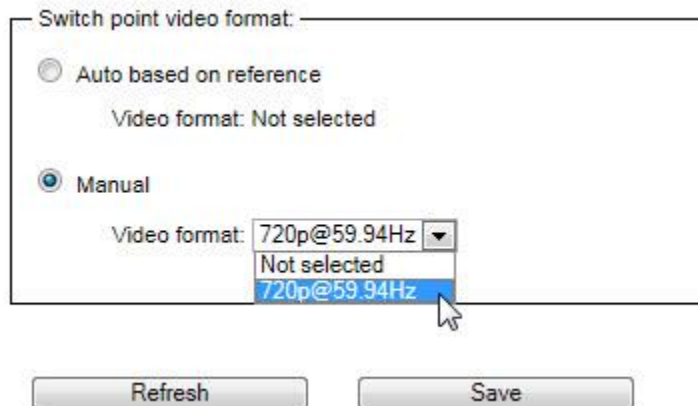 Switch point video format:
Auto based on reference
Video format: Not selected
Manual
Video format: 720p@59.94Hz
Not selected
720p@59.94Hz
Refresh Save